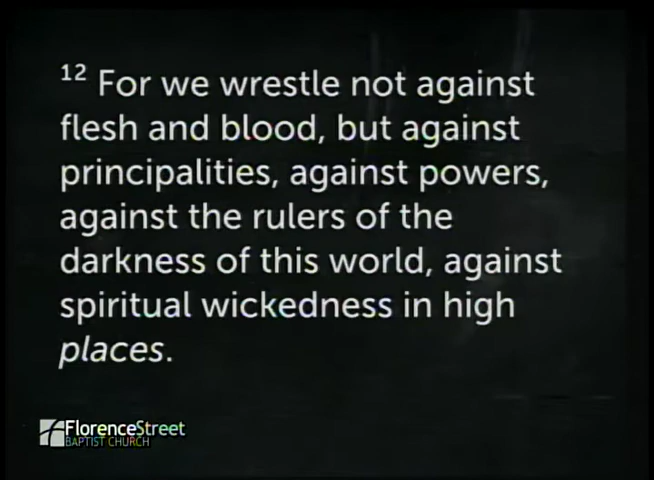 12 For we wrestle not against
flesh and blood, but against
principalities, against powers,
against the rulers of the
darkness of this world, against
spiritual wickedness in high
places.
FlorenceStreet
BAPTIST CHURCH